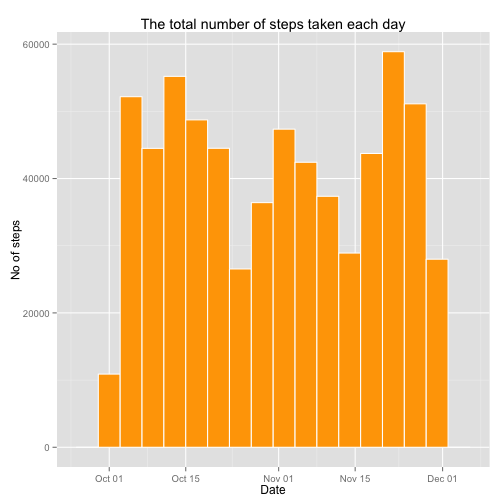 The total number of steps taken each day
60000
40000
20000
0
No of steps
Oct 01 Oct 15 Nov 01 Nov 15 Dec 01
Date